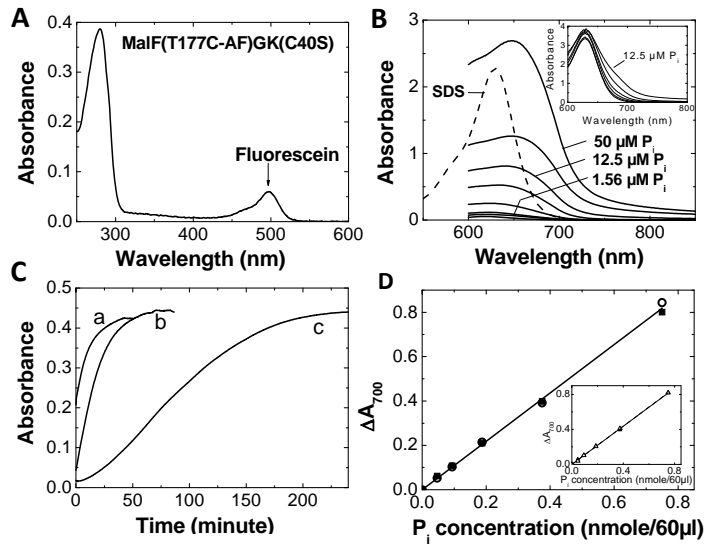 A
MalF(T177C-AF)GK(C40S)
Fluorescein
Absorbance
0.4
0.3
0.2
0.1
0.0
300
400
500
600
Wavelength (nm)
B
SDS
50 µM Pi
12.5 µM Pi
1.56 µM Pi
Absorbance
3
2
1
0
600
700
800
Wavelength (nm)
12.5 µM Pi
Absorbance
5
4
3
2
1
0
600
650
700
800
Wavelength (nm)
C
a
b
c
Absorbance
0.5
0.4
0.3
0.2
0.1
0.0
0
50
100
150
200
Time (minute)
D
ΔA700
0.8
0.6
0.4
0.2
0.0
0.0
0.2
0.4
0.6
0.8
Pi concentration (nmole/60µl)
ΔA700
0.8
0.4
0.0
0.0
0.4
0.8
Pi concentration (nmole/60µl)